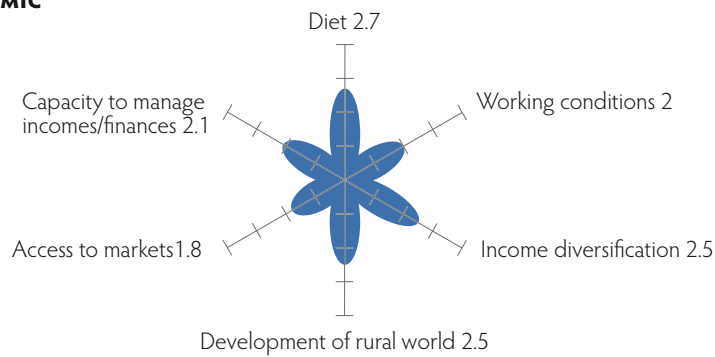 Diet 2.7
Capacity to manage
incomes/finances 2.1
Working conditions 2
Access to markets1.8
Income diversification 2.5
Development of rural world 2.5